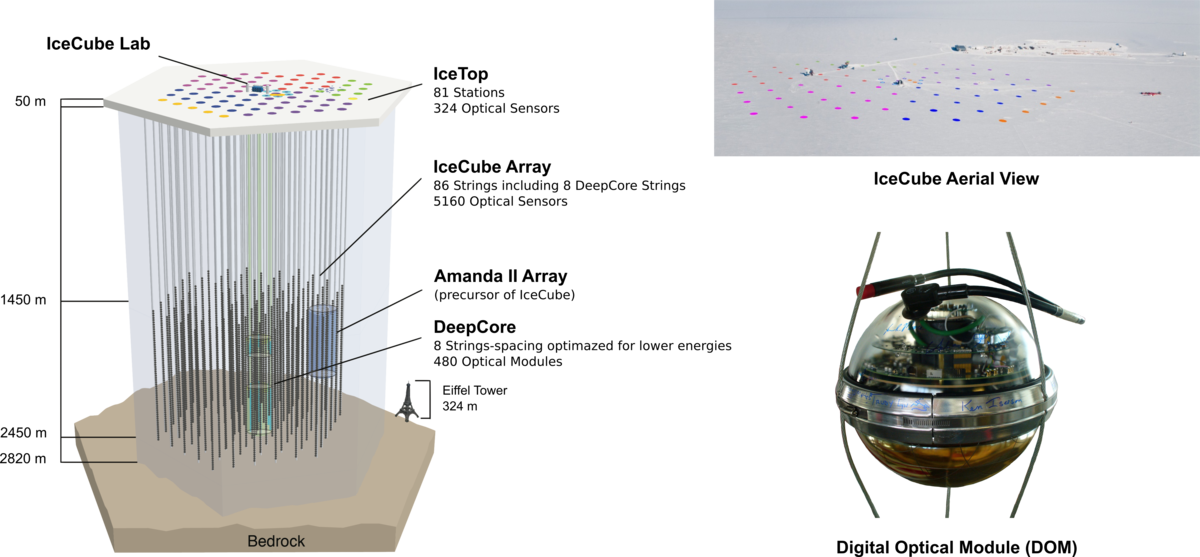 IceCube Lab
50 m
1450 m
2450 m
2820 m
IceTop
81 Stations
324 Optical Sensors
IceCube Array
86 Strings including 8 DeepCore Strings
5160 Optical Sensors
Amanda II Array
(precursor of IceCube)
DeepCore
8 Strings-spacing optimazed for lower energies
480 Optical Modules
Eiffel Tower
324 m
Bedrock
IceCube Aerial View
Digital Optical Module (DOM)